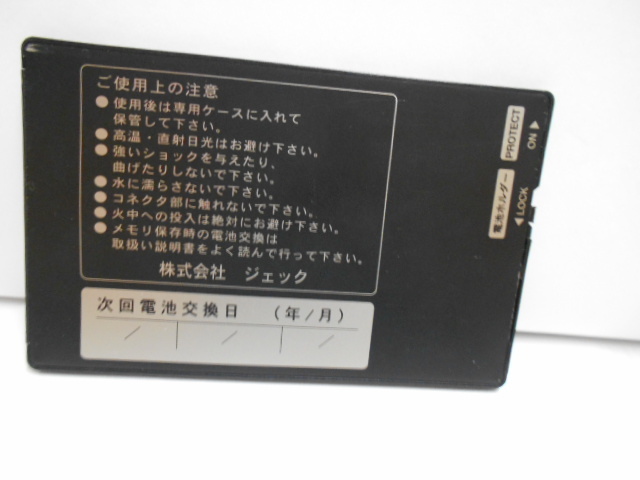 ご使用上の注意
●使用後は専用ケースに入れて
保管して下さい。
●高温・直射日光はお避け下さい。
●強いショックを与えたり、
曲げたりしないで下さい。
●水に濡らさないで下さい。
●コネクタ部に触れないで下さい。
●火中への投入は絶対にお避け下さい。
●メモリ保存時の電池交換は
取扱い説明書をよく読んで行って下さい。
株式会社 ジェック
次回電池交換日 (年/月)
/ / /
PROTECT
ON▶
電池ホルダー
◀LOCK